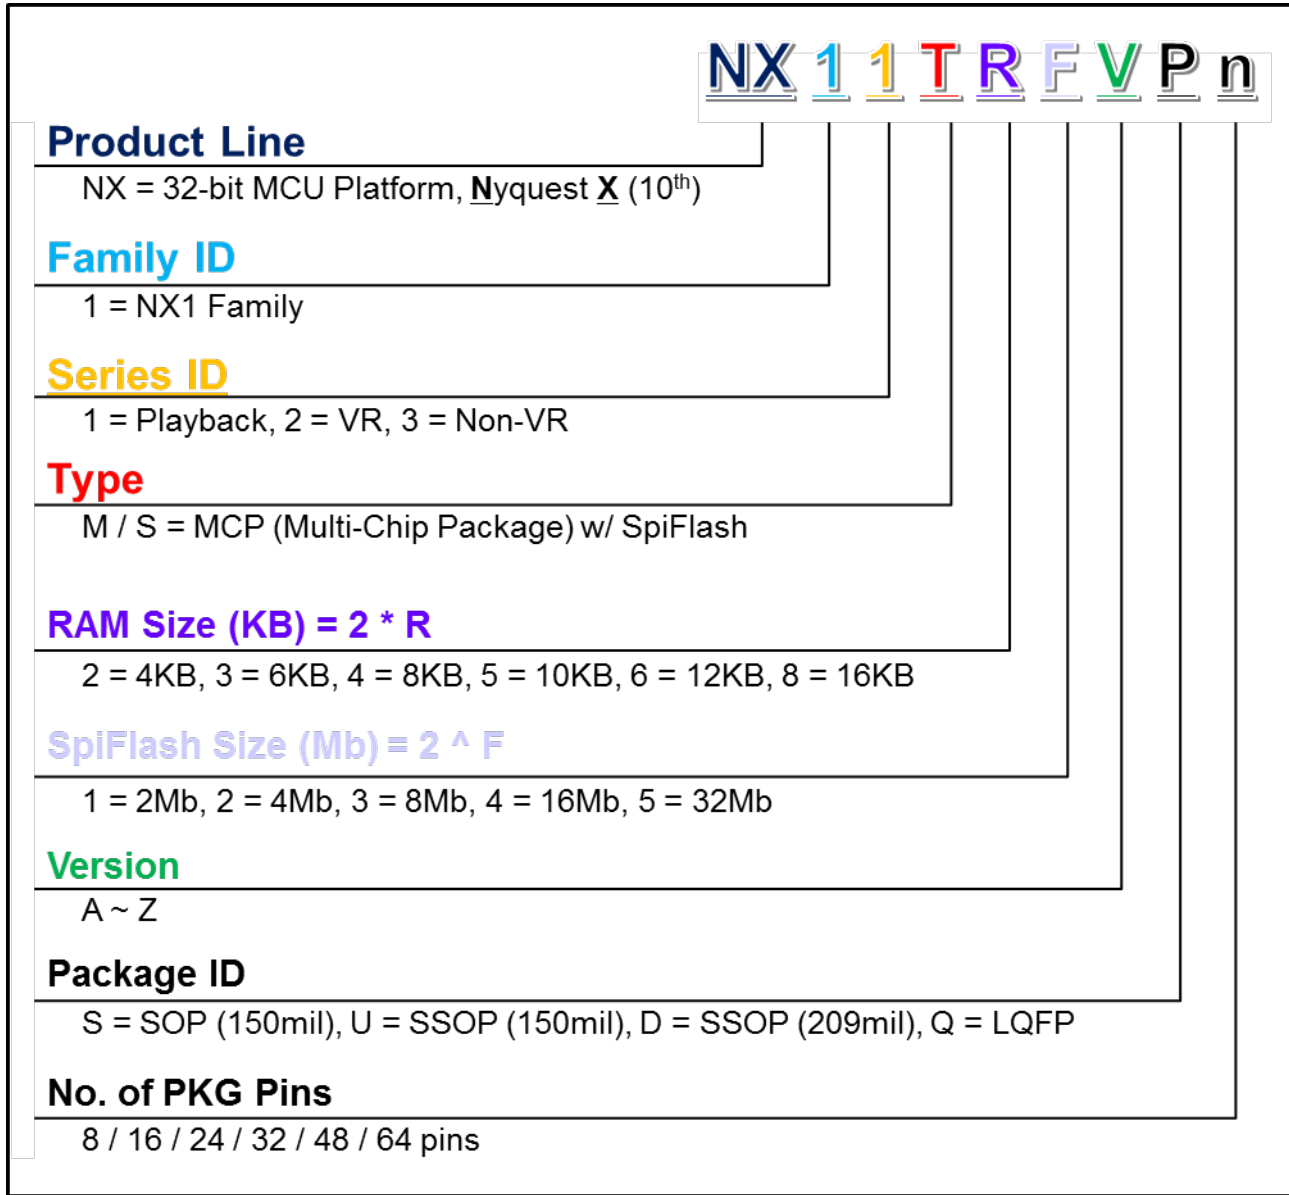 NX 1 1 T R F V P n
Product Line
NX = 32-bit MCU Platform, Nyquest X (10th)
Family ID
1 = NX1 Family
Series ID
1 = Playback, 2 = VR, 3 = Non-VR
Type
M / S = MCP (Multi-Chip Package) w/ SpiFlash
RAM Size (KB) = 2 * R
2 = 4KB, 3 = 6KB, 4 = 8KB, 5 = 10KB, 6 = 12KB, 8 = 16KB
SpiFlash Size (Mb) = 2 ^ F
1 = 2Mb, 2 = 4Mb, 3 = 8Mb, 4 = 16Mb, 5 = 32Mb
Version
A ~ Z
Package ID
S = SOP (150mil), U = SSOP (150mil), D = SSOP (209mil), Q = LQFP
No. of PKG Pins
8 / 16 / 24 / 32 / 48 / 64 pins